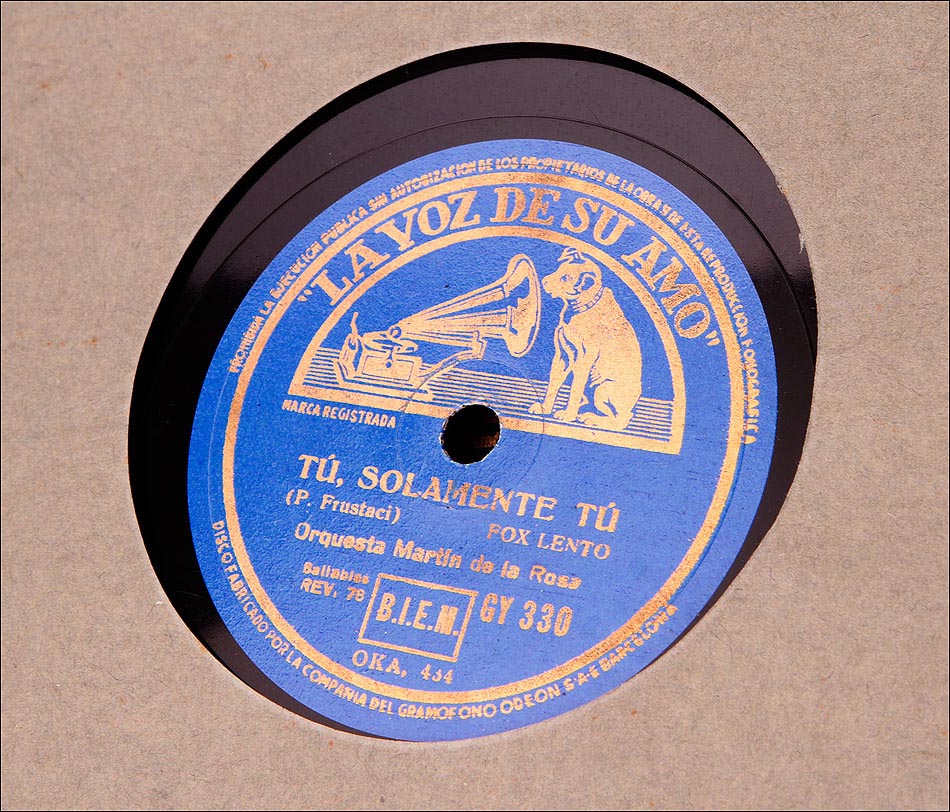 PROHIBIDA LA EJECUCION PUBLICA SIN AUTORIZACION DE LOS PROPIETARIOS DE LA OBRA Y DE ESTA REPRODUCCION FONOGRAFICA
"LA VOZ DE SU AMO"
MARCA REGISTRADA
TÚ, SOLAMENTE TÚ
(P. Frustaci)
FOX LENTO
Orquesta Martín de la Rosa
Bailables
REV. 78
B.I.E.M.
GY 330
OKA, 434
DISCO FABRICADO POR LA COMPAÑIA DEL GRAMOFONO ODEON S·A·E BARCELONA